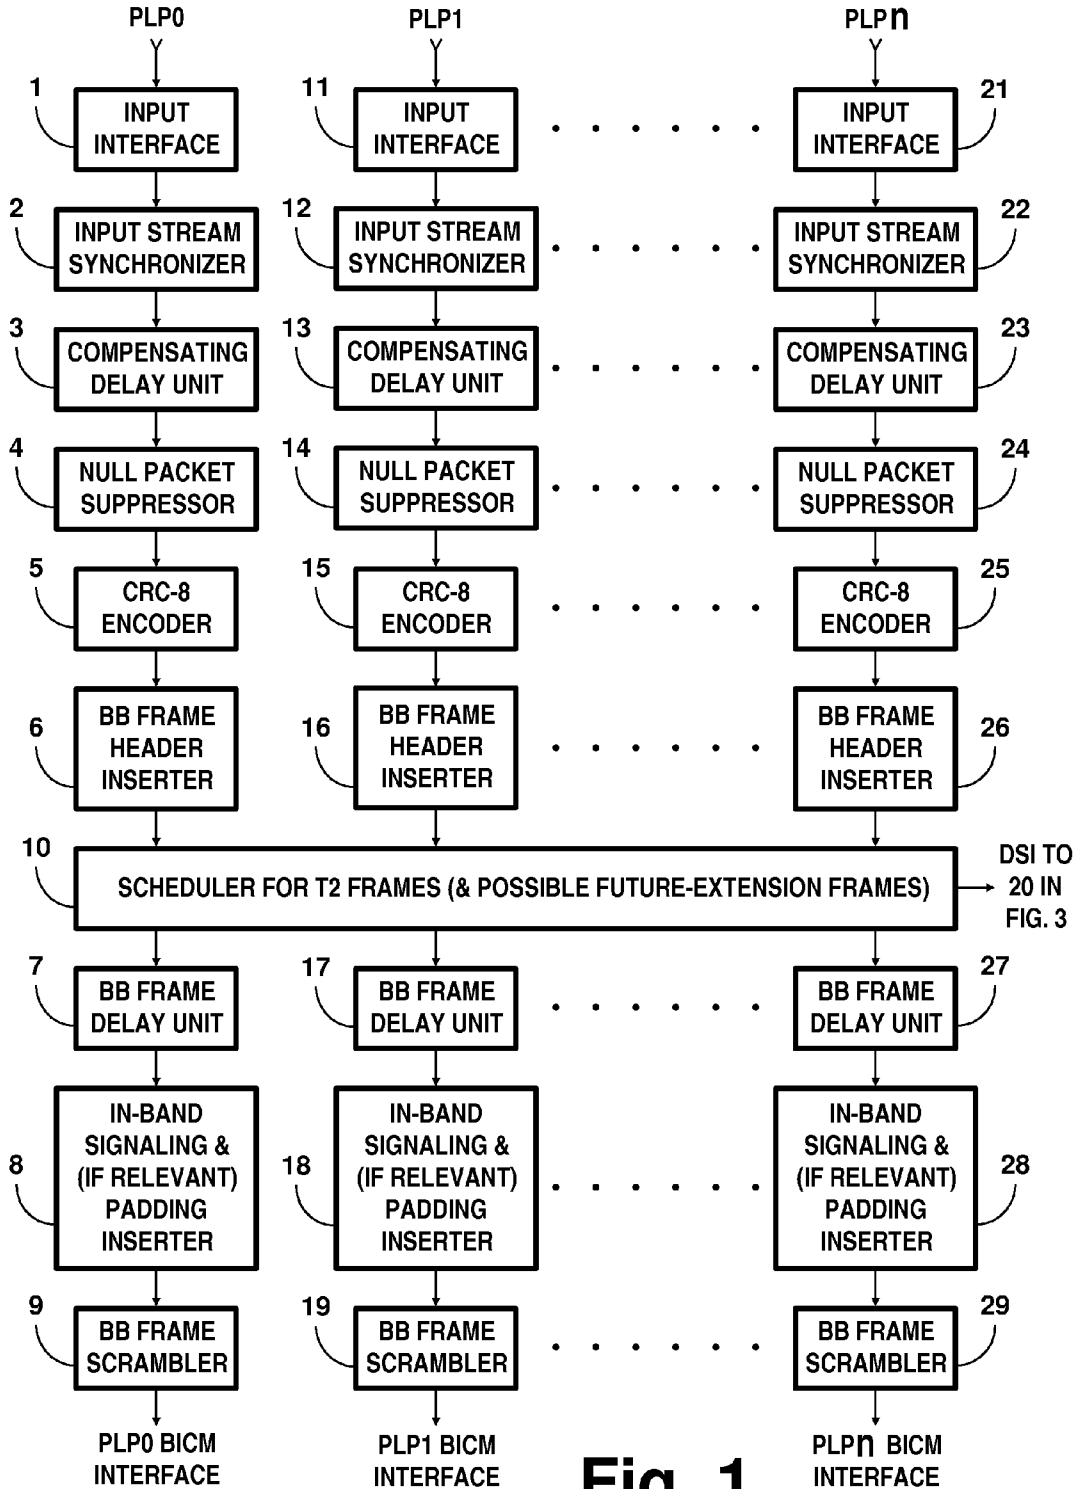 PLP0 PLP1 PLPn
1 INPUT INTERFACE
11 INPUT INTERFACE
21 INPUT INTERFACE
2 INPUT STREAM SYNCHRONIZER
12 INPUT STREAM SYNCHRONIZER
22 INPUT STREAM SYNCHRONIZER
3 COMPENSATING DELAY UNIT
13 COMPENSATING DELAY UNIT
23 COMPENSATING DELAY UNIT
4 NULL PACKET SUPPRESSOR
14 NULL PACKET SUPPRESSOR
24 NULL PACKET SUPPRESSOR
5 CRC-8 ENCODER
15 CRC-8 ENCODER
25 CRC-8 ENCODER
6 BB FRAME HEADER INSERTER
16 BB FRAME HEADER INSERTER
26 BB FRAME HEADER INSERTER
10 SCHEDULER FOR T2 FRAMES (& POSSIBLE FUTURE-EXTENSION FRAMES)
DSI TO 20 IN FIG. 3
7 BB FRAME DELAY UNIT
17 BB FRAME DELAY UNIT
27 BB FRAME DELAY UNIT
8 IN-BAND SIGNALING & (IF RELEVANT) PADDING INSERTER
18 IN-BAND SIGNALING & (IF RELEVANT) PADDING INSERTER
28 IN-BAND SIGNALING & (IF RELEVANT) PADDING INSERTER
9 BB FRAME SCRAMBLER
19 BB FRAME SCRAMBLER
29 BB FRAME SCRAMBLER
PLP0 BICM INTERFACE
PLP1 BICM INTERFACE
PLPn BICM INTERFACE
Fig. 1